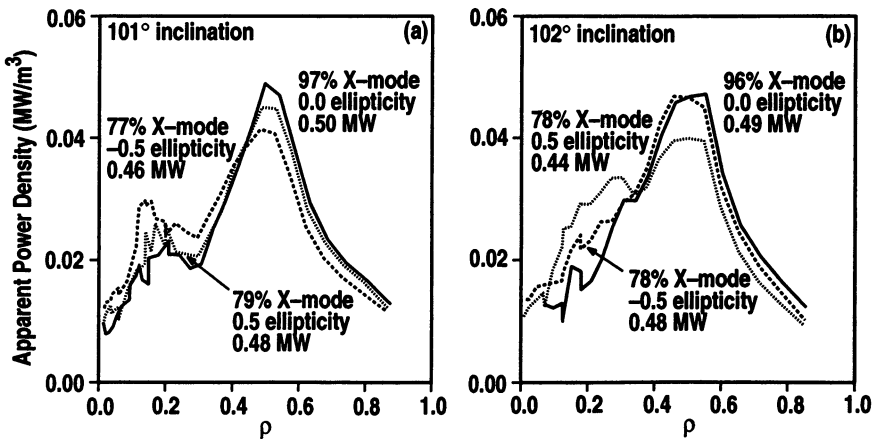 0.06
101° inclination
(a)
97% X–mode
0.0 ellipticity
0.50 MW
77% X–mode
–0.5 ellipticity
0.46 MW
79% X–mode
0.5 ellipticity
0.48 MW
Apparent Power Density (MW/m³)
0.04
0.02
0.00
0.0 0.2 0.4 0.6 0.8 1.0
ρ
0.06
102° inclination
(b)
96% X–mode
0.0 ellipticity
0.49 MW
78% X–mode
0.5 ellipticity
0.44 MW
78% X–mode
–0.5 ellipticity
0.48 MW
0.04
0.02
0.00
0.0 0.2 0.4 0.6 0.8 1.0
ρ